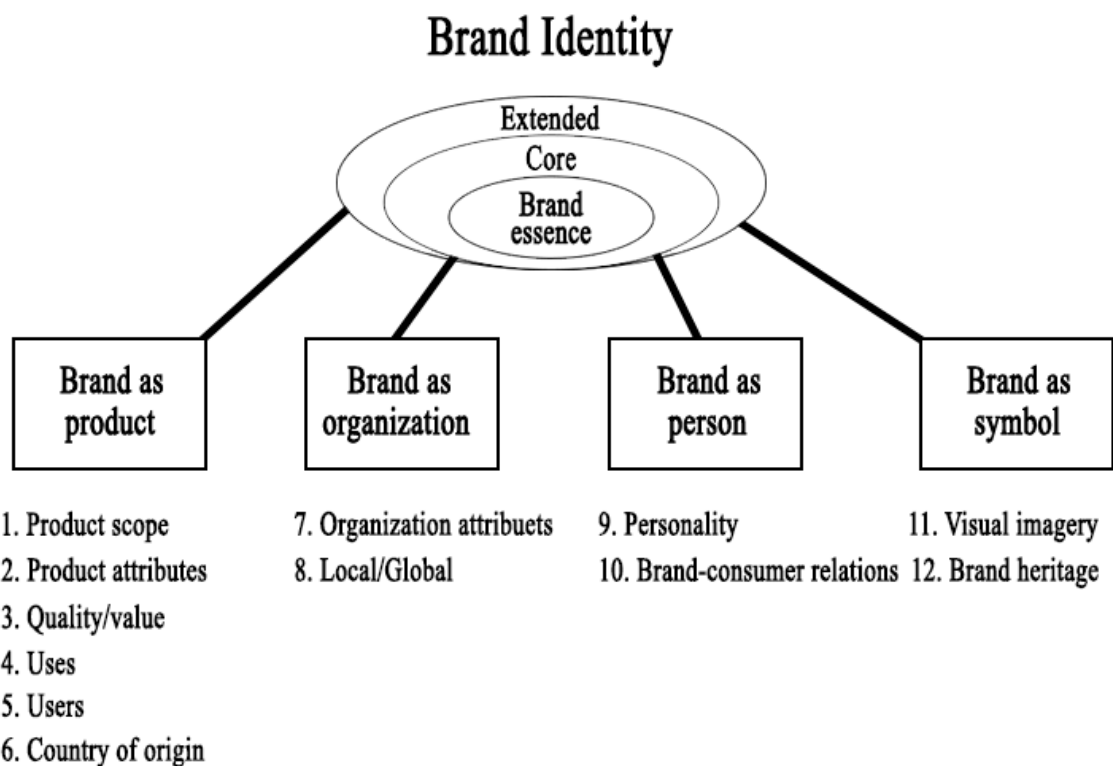 Brand Identity
Extended
Core
Brand
essence
Brand as
product
Brand as
organization
Brand as
person
Brand as
symbol
1. Product scope
2. Product attributes
3. Quality/value
4. Uses
5. Users
6. Country of origin
7. Organization attribuets
8. Local/Global
9. Personality
10. Brand-consumer relations
11. Visual imagery
12. Brand heritage